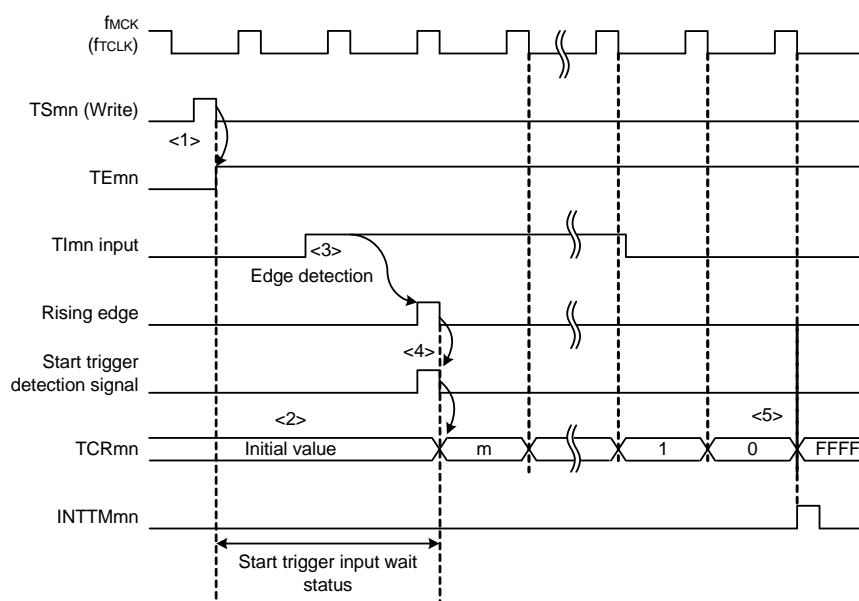 fMCK
(fTCLK)
TSmn (Write)
<1>
TEmn
TImn input
<3>
Edge detection
Rising edge
<4>
Start trigger
detection signal
<2>
<5>
TCRmn
Initial value
m
1
0
FFFF
INTTMmn
Start trigger input wait
status